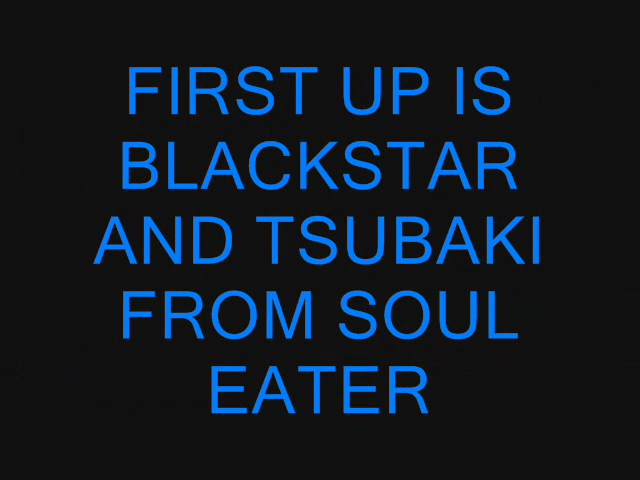 FIRST UP IS
BLACKSTAR
AND TSUBAKI
FROM SOUL
EATER